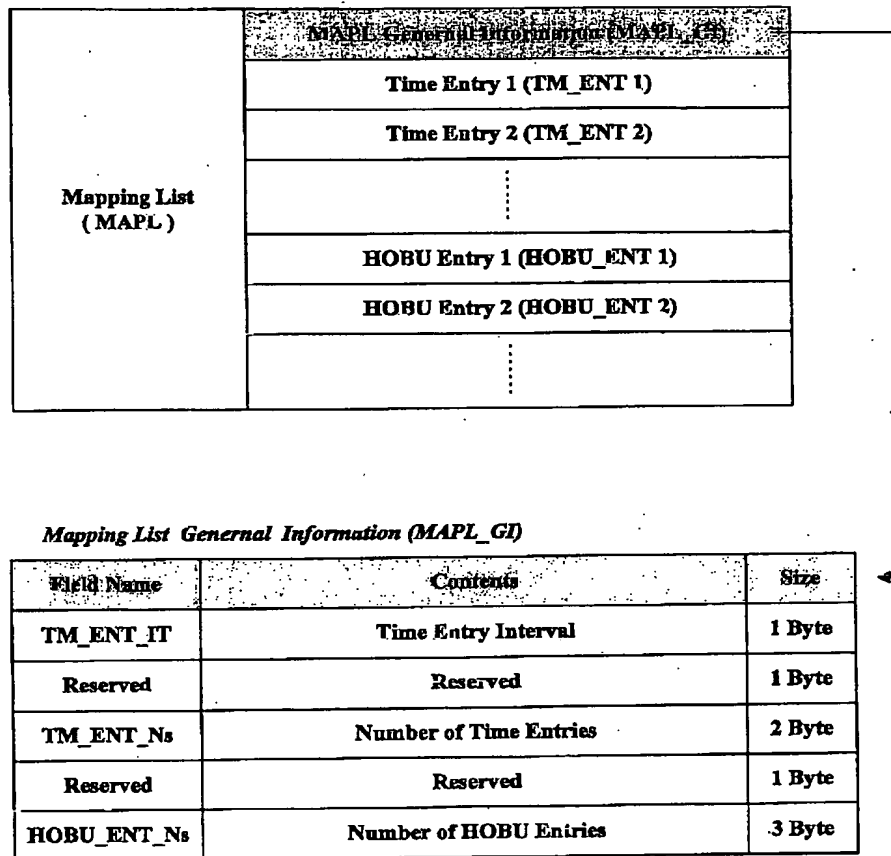 MAPL Genernal Information (MAPL_GI)
Time Entry 1 (TM_ENT 1)
Time Entry 2 (TM_ENT 2)
Mapping List
( MAPL )
HOBU Entry 1 (HOBU_ENT 1)
HOBU Entry 2 (HOBU_ENT 2)
Mapping List Genernal Information (MAPL_GI)
Field Name Contents Size
TM_ENT_IT Time Entry Interval 1 Byte
Reserved Reserved 1 Byte
TM_ENT_Ns Number of Time Entries 2 Byte
Reserved Reserved 1 Byte
HOBU_ENT_Ns Number of HOBU Entries 3 Byte